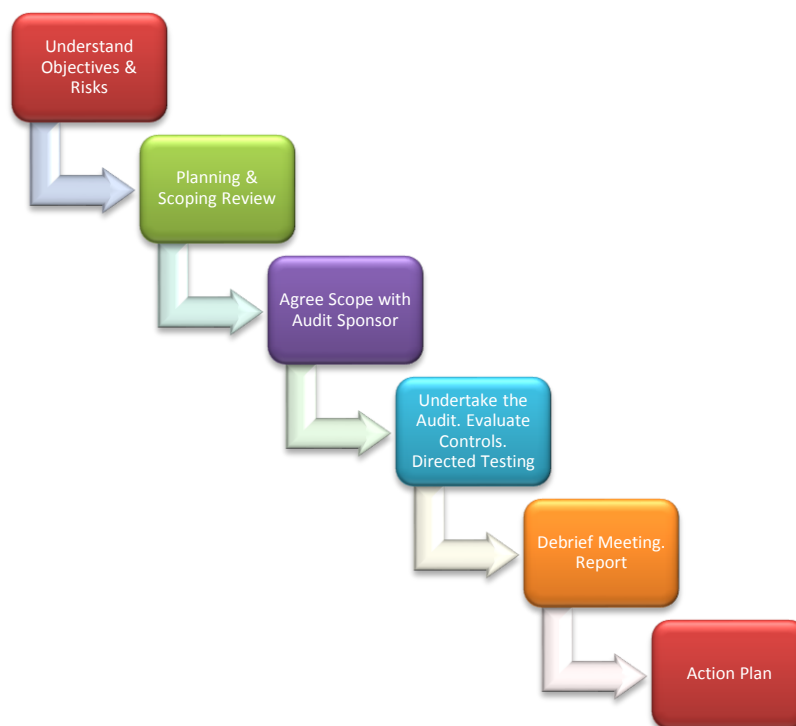 Understand
Objectives &
Risks
Planning &
Scoping Review
Agree Scope with
Audit Sponsor
Undertake the
Audit. Evaluate
Controls.
Directed Testing
Debrief Meeting.
Report
Action Plan